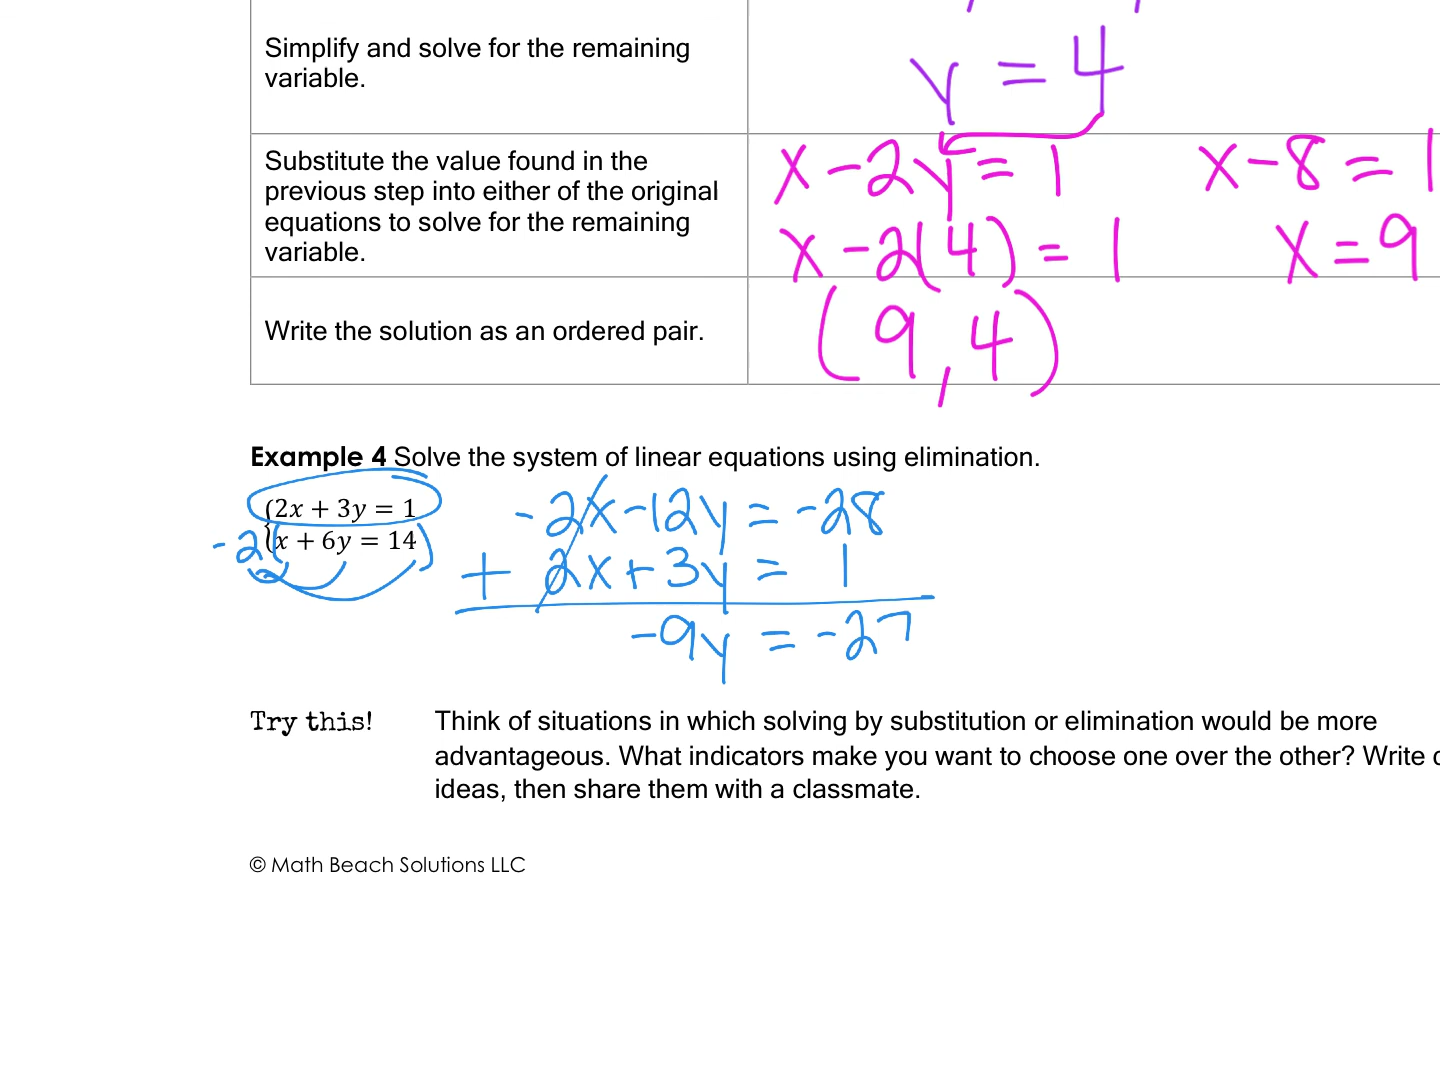 Simplify and solve for the remaining
variable.
y = 4
Substitute the value found in the
previous step into either of the original
equations to solve for the remaining
variable.
x - 2y = 1
x - 8 = 1
x - 2(4) = 1
x = 9
Write the solution as an ordered pair.
(9, 4)
Example 4 Solve the system of linear equations using elimination.
{2x + 3y = 1
-2(x + 6y = 14)
-2x - 12y = -28
+ 2x + 3y = 1
-9y = -27
Try this!
Think of situations in which solving by substitution or elimination would be more
advantageous. What indicators make you want to choose one over the other? Write
ideas, then share them with a classmate.
© Math Beach Solutions LLC